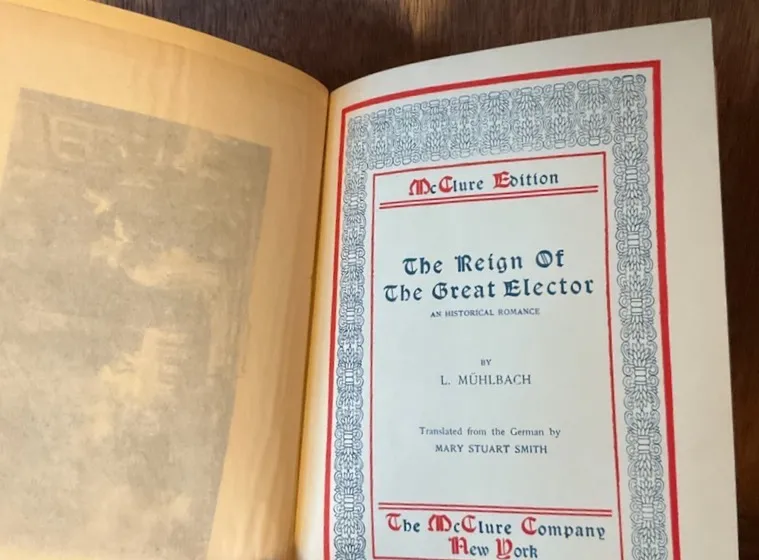 McClure Edition
The Reign Of
The Great Elector
AN HISTORICAL ROMANCE
BY
L. MÜHLBACH
Translated from the German by
MARY STUART SMITH
The McClure Company
New York